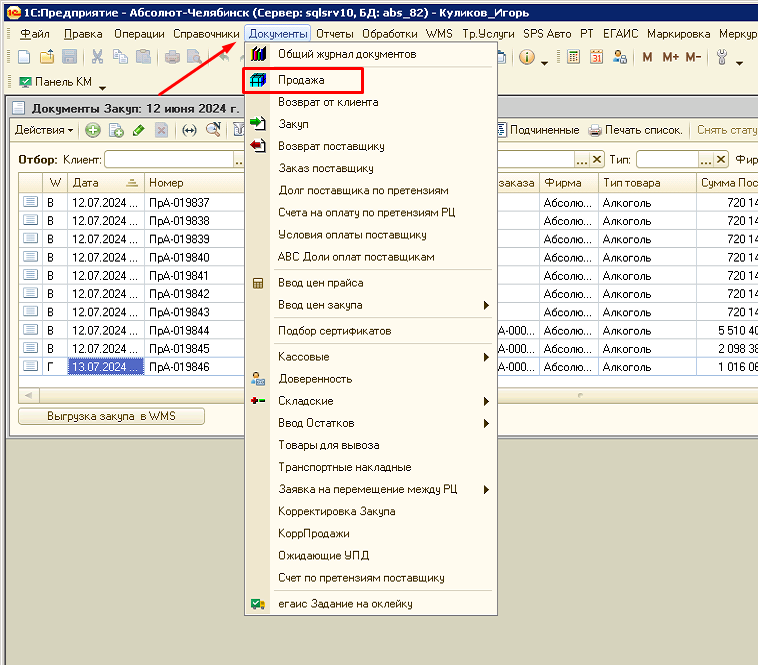 1С:Предприятие - Абсолют-Челябинск (Сервер: sqlsrv10, БД: abs_82) - Куликов_Игорь
Файл Правка Операции Справочники Документы Отчеты Обработки WMS Тр.Услуги SPS Авто РТ ЕГАИС Маркировка Меркур
M M+ M-
Панель КМ
Документы Закуп: 12 июня 2024 г.
Действия Подчиненные Печать список. Снять стату
Отбор: Клиент: ... Тип: ... Фир
W Дата Номер заказа Фирма Тип товара Сумма Пос
В 12.07.2024 ... ПрА-019837 Абсолю... Алкоголь 720 14
В 12.07.2024 ... ПрА-019838 Абсолю... Алкоголь 720 14
В 12.07.2024 ... ПрА-019839 Абсолю... Алкоголь 720 14
В 12.07.2024 ... ПрА-019840 Абсолю... Алкоголь 720 14
В 12.07.2024 ... ПрА-019841 Абсолю... Алкоголь 720 14
В 12.07.2024 ... ПрА-019842 Абсолю... Алкоголь 720 14
В 12.07.2024 ... ПрА-019843 Абсолю... Алкоголь 720 14
В 12.07.2024 ... ПрА-019844 А-000... Абсолю... Алкоголь 5 510 40
В 12.07.2024 ... ПрА-019845 А-000... Абсолю... Алкоголь 2 098 38
Г 13.07.2024 ... ПрА-019846 А-000... Абсолю... Алкоголь 1 016 06
Выгрузка закупа в WMS
Общий журнал документов
Продажа
Возврат от клиента
Закуп
Возврат поставщику
Заказ поставщику
Долг поставщика по претензиям
Счета на оплату по претензиям РЦ
Условия оплаты поставщику
АВС Доли оплат поставщикам
Ввод цен прайса
Ввод цен закупа
Подбор сертификатов
Кассовые
Доверенность
Складские
Ввод Остатков
Товары для вывоза
Транспортные накладные
Заявка на перемещение между РЦ
Корректировка Закупа
КоррПродажи
Ожидающие УПД
Счет по претензиям поставщику
егаис Задание на оклейку